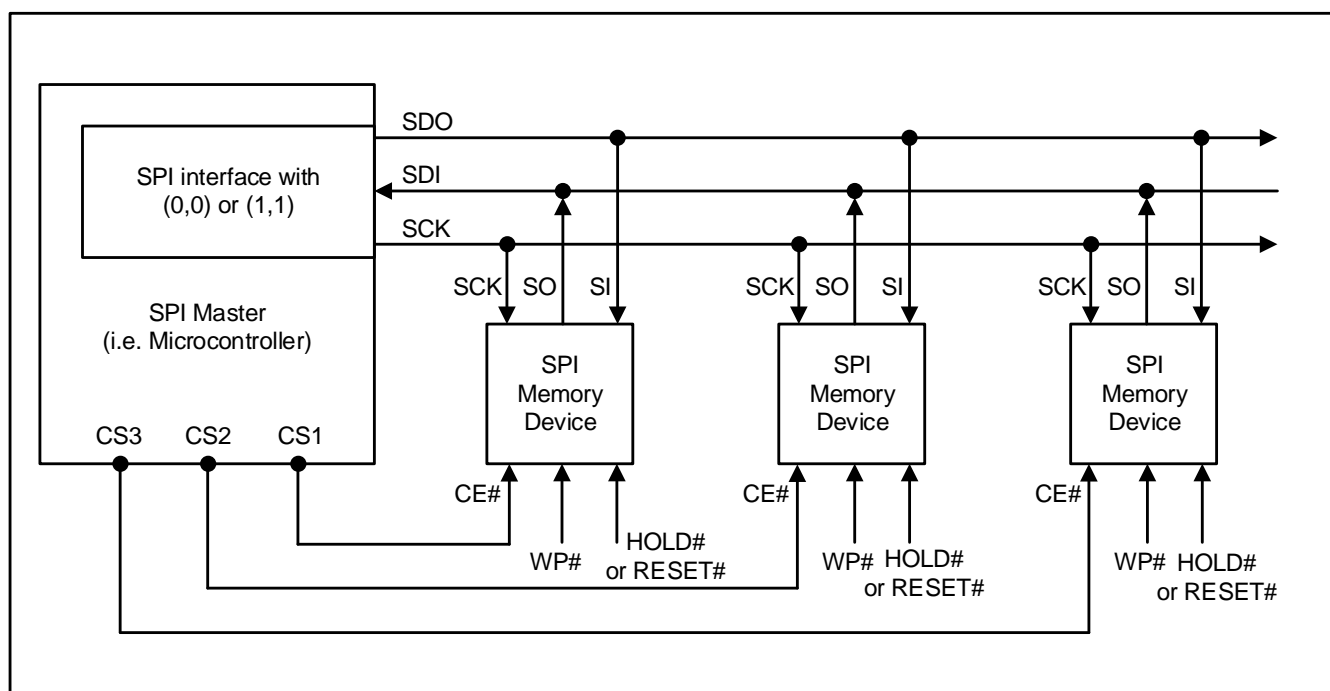 SDO
SPI interface with
(0,0) or (1,1)
SDI
SCK
SPI Master
(i.e. Microcontroller)
SCK SO SI
SCK SO SI
SCK SO SI
SPI
Memory
Device
SPI
Memory
Device
SPI
Memory
Device
CS3 CS2 CS1
CE#
WP#
HOLD#
or RESET#
CE#
WP#
HOLD#
or RESET#
CE#
WP#
HOLD#
or RESET#